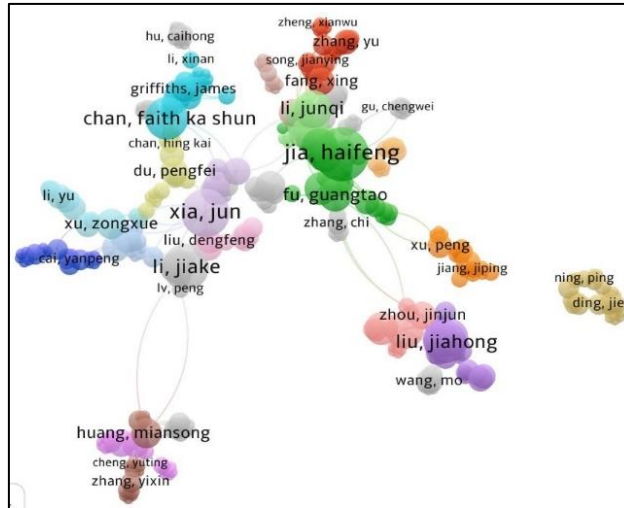 zheng, xianwu
hu, caihong
zhang, yu
li, xinan
song, jianying
griffiths, james
fang, xing
chan, faith ka shun
li, junqi
gu, chengwei
chan, hing kai
jia, haifeng
du, pengfei
li, yu
fu, guangtao
xia, jun
xu, zongxue
zhang, chi
liu, dengfeng
xu, peng
cai, yanpeng
li, jiake
jiang, jiping
ning, ping
lv, peng
ding, jie
zhou, jinjun
liu, jiahong
wang, mo
huang, miansong
cheng, yuting
zhang, yixin